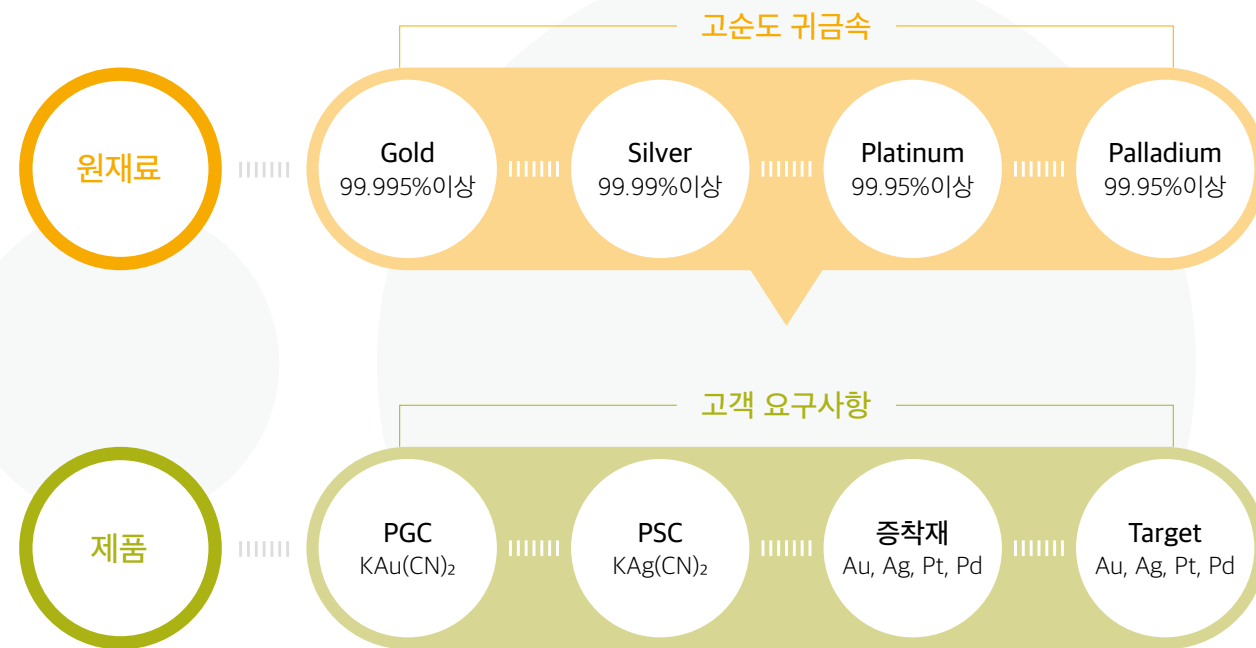 고순도 귀금속
원재료
Gold
99.995%이상
Silver
99.99%이상
Platinum
99.95%이상
Palladium
99.95%이상
고객 요구사항
제품
PGC
KAu(CN)₂
PSC
KAg(CN)₂
증착재
Au, Ag, Pt, Pd
Target
Au, Ag, Pt, Pd